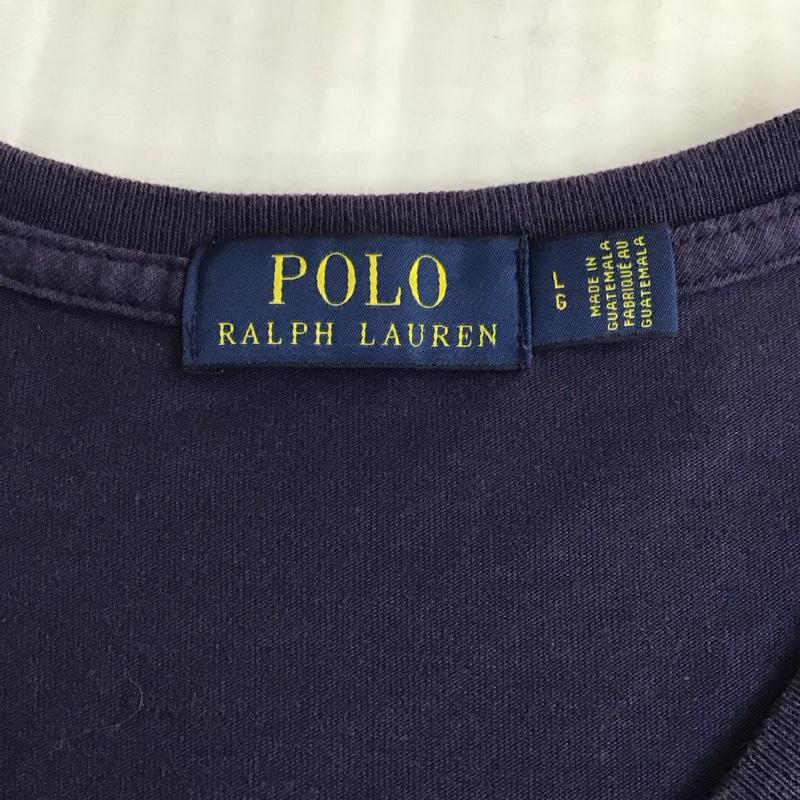 POLO
RALPH LAUREN
L
G
MADE IN
GUATEMALA
FABRIQUÉ AU
GUATEMALA